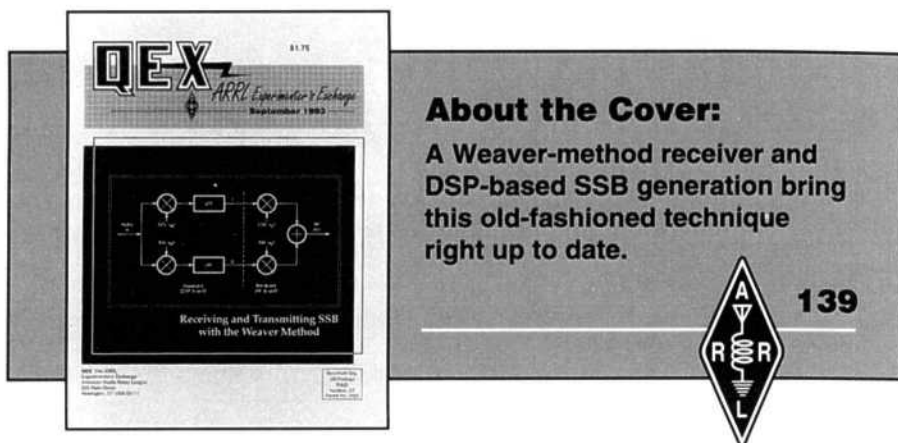 $1.75
QEX
ARRL Experimenter's Exchange
September 1993
Receiving and Transmitting SSB
with the Weaver Method
About the Cover:
A Weaver-method receiver and
DSP-based SSB generation bring
this old-fashioned technique
right up to date.
139
A
R R
L